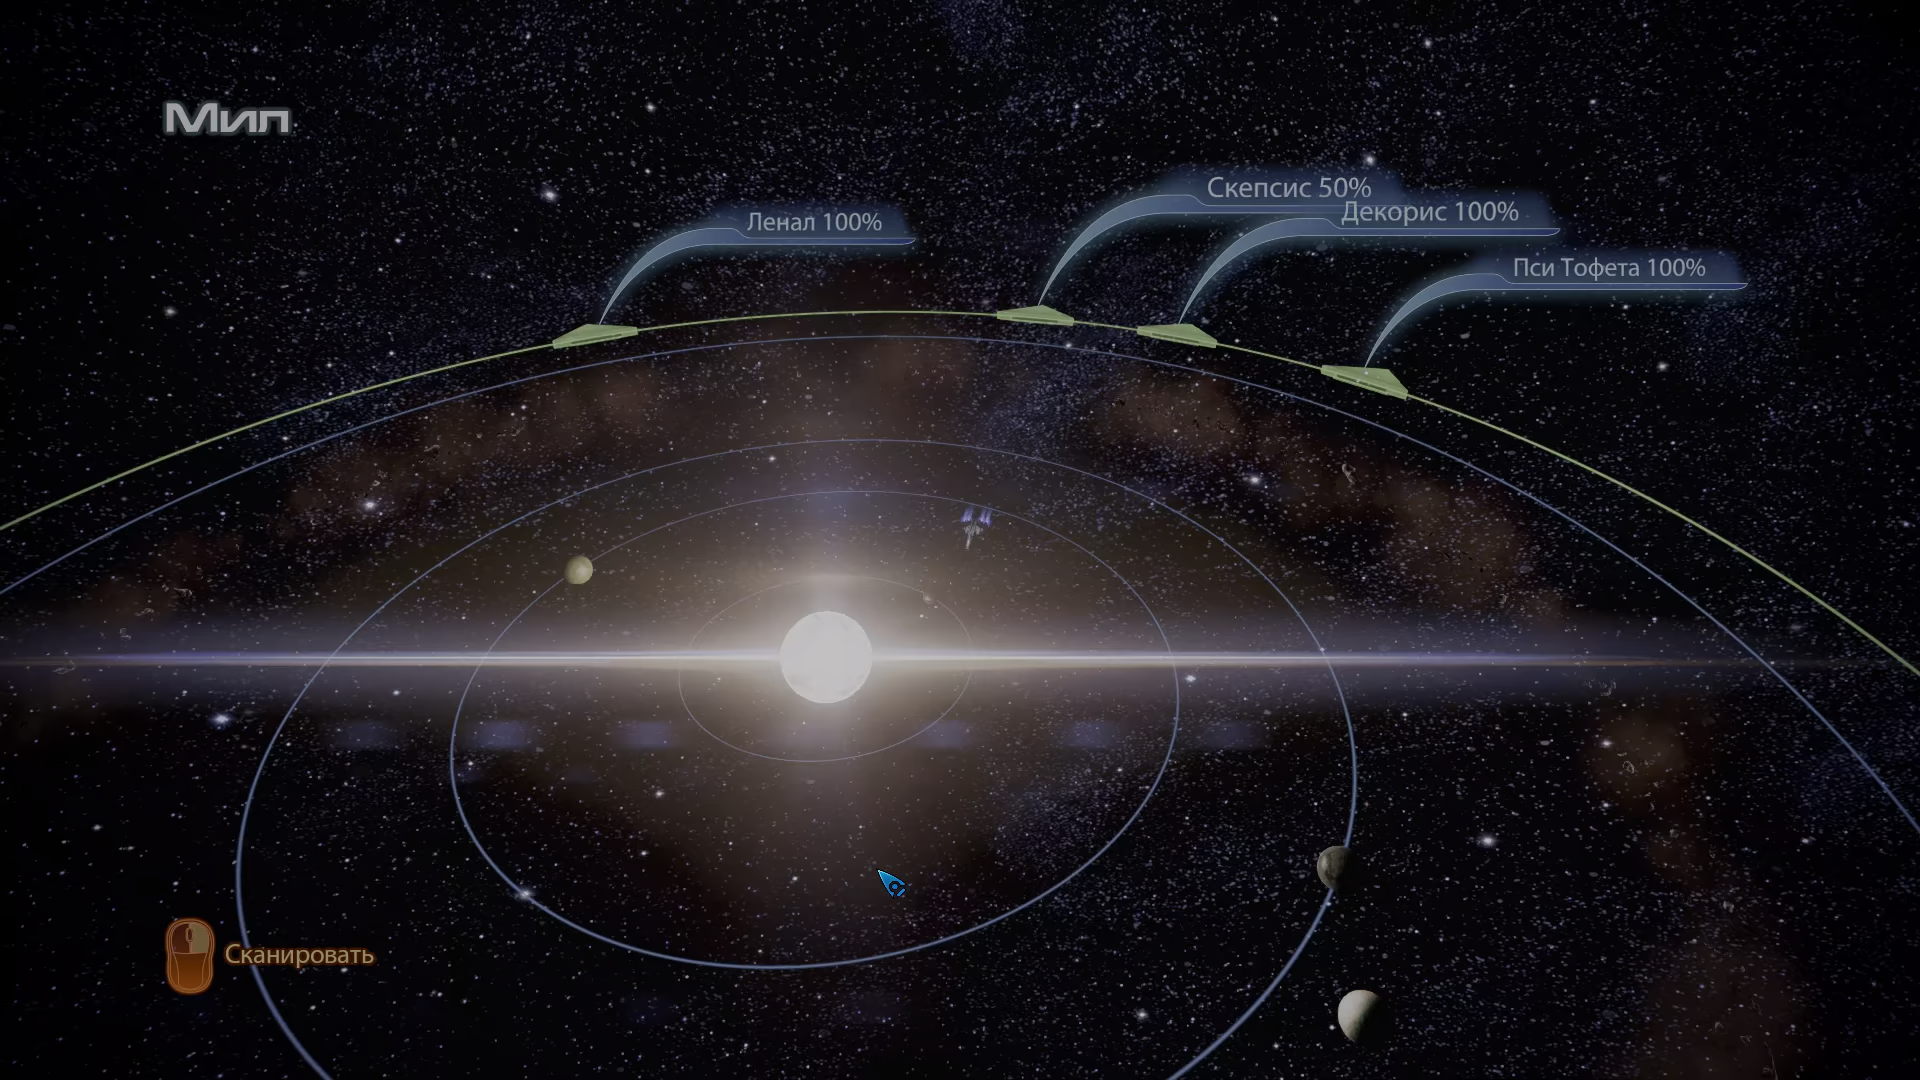 Мип
Скепсис 50%
Декорис 100%
Ленал 100%
Пси Тофета 100%
Сканировать